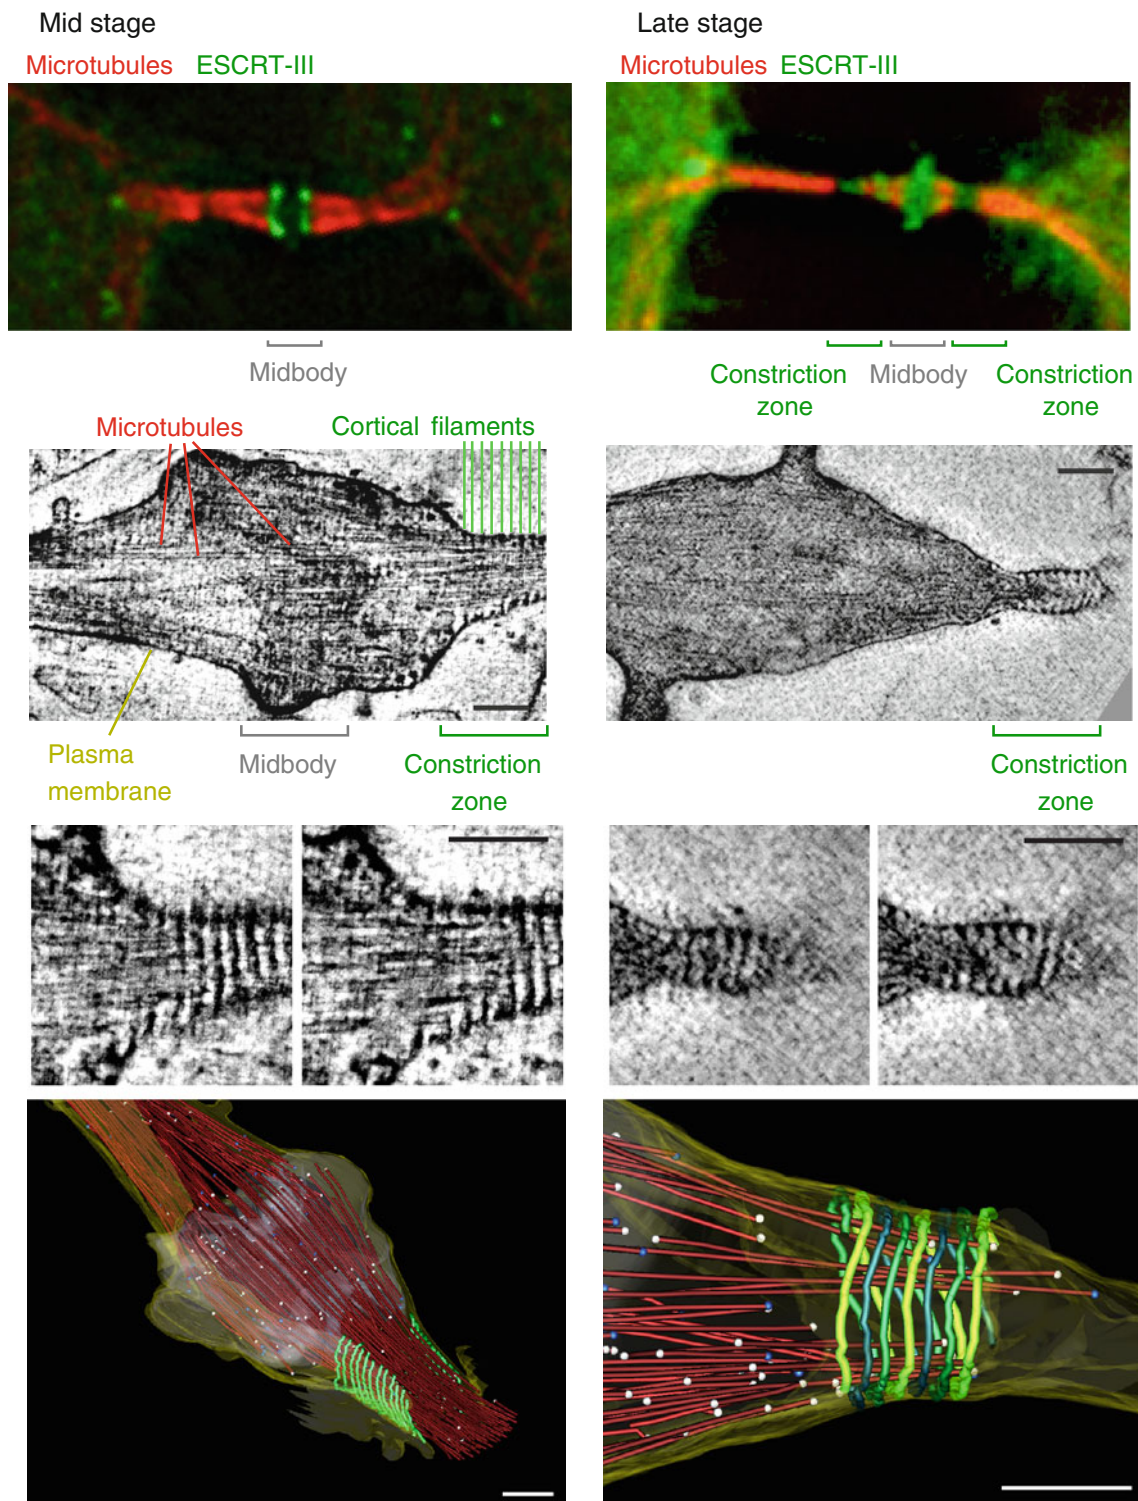 Mid stage
Late stage
Microtubules ESCRT-III
Microtubules ESCRT-III
Midbody
Constriction zone
Midbody
Constriction zone
Microtubules
Cortical filaments
Plasma membrane
Midbody
Constriction zone
Constriction zone